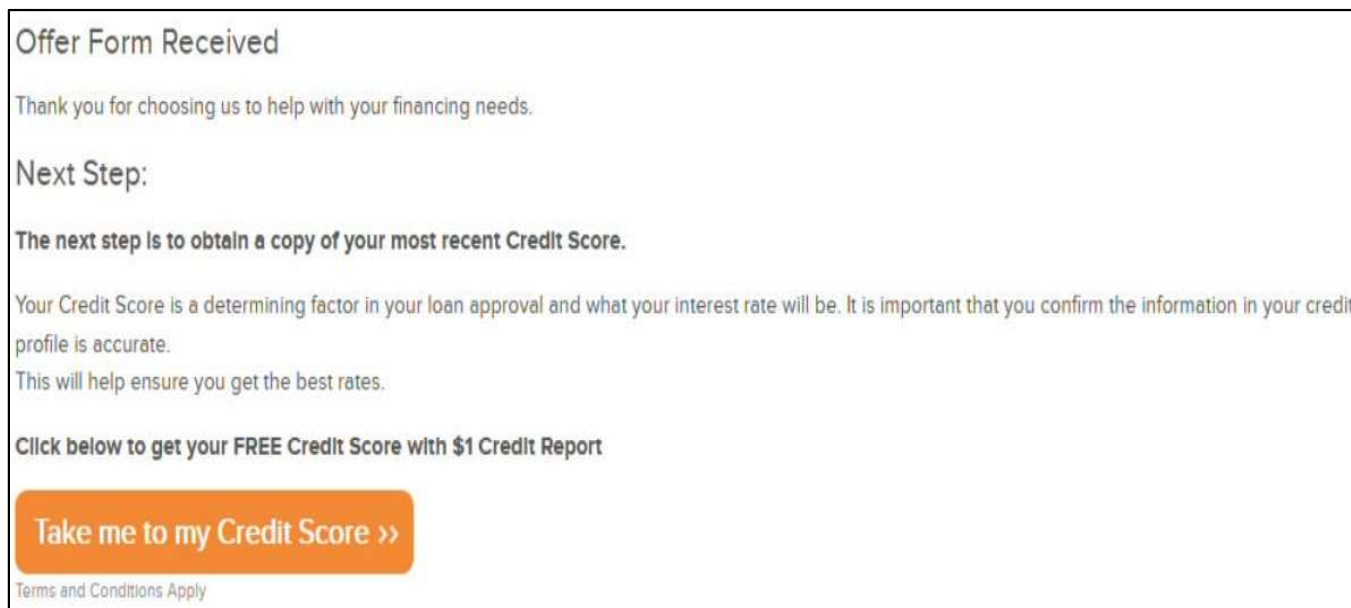 Offer Form Received
Thank you for choosing us to help with your financing needs.
Next Step:
The next step is to obtain a copy of your most recent Credit Score.
Your Credit Score is a determining factor in your loan approval and what your interest rate will be. It is important that you confirm the information in your credit
profile is accurate.
This will help ensure you get the best rates.
Click below to get your FREE Credit Score with $1 Credit Report
Take me to my Credit Score >>
Terms and Conditions Apply